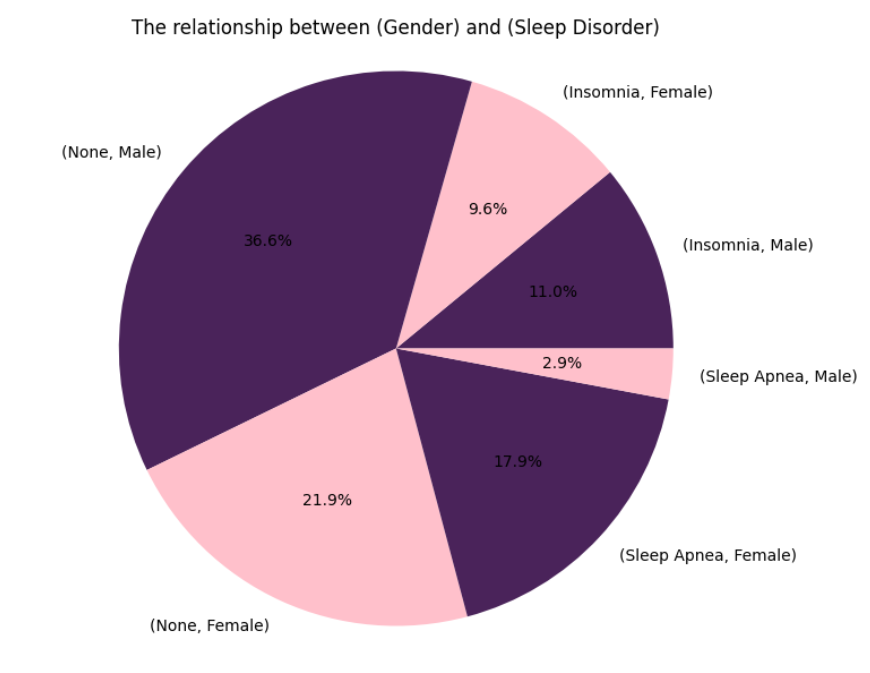 The relationship between (Gender) and (Sleep Disorder)
(Insomnia, Female)
(None, Male)
9.6%
36.6%
(Insomnia, Male)
11.0%
2.9%
(Sleep Apnea, Male)
17.9%
21.9%
(Sleep Apnea, Female)
(None, Female)